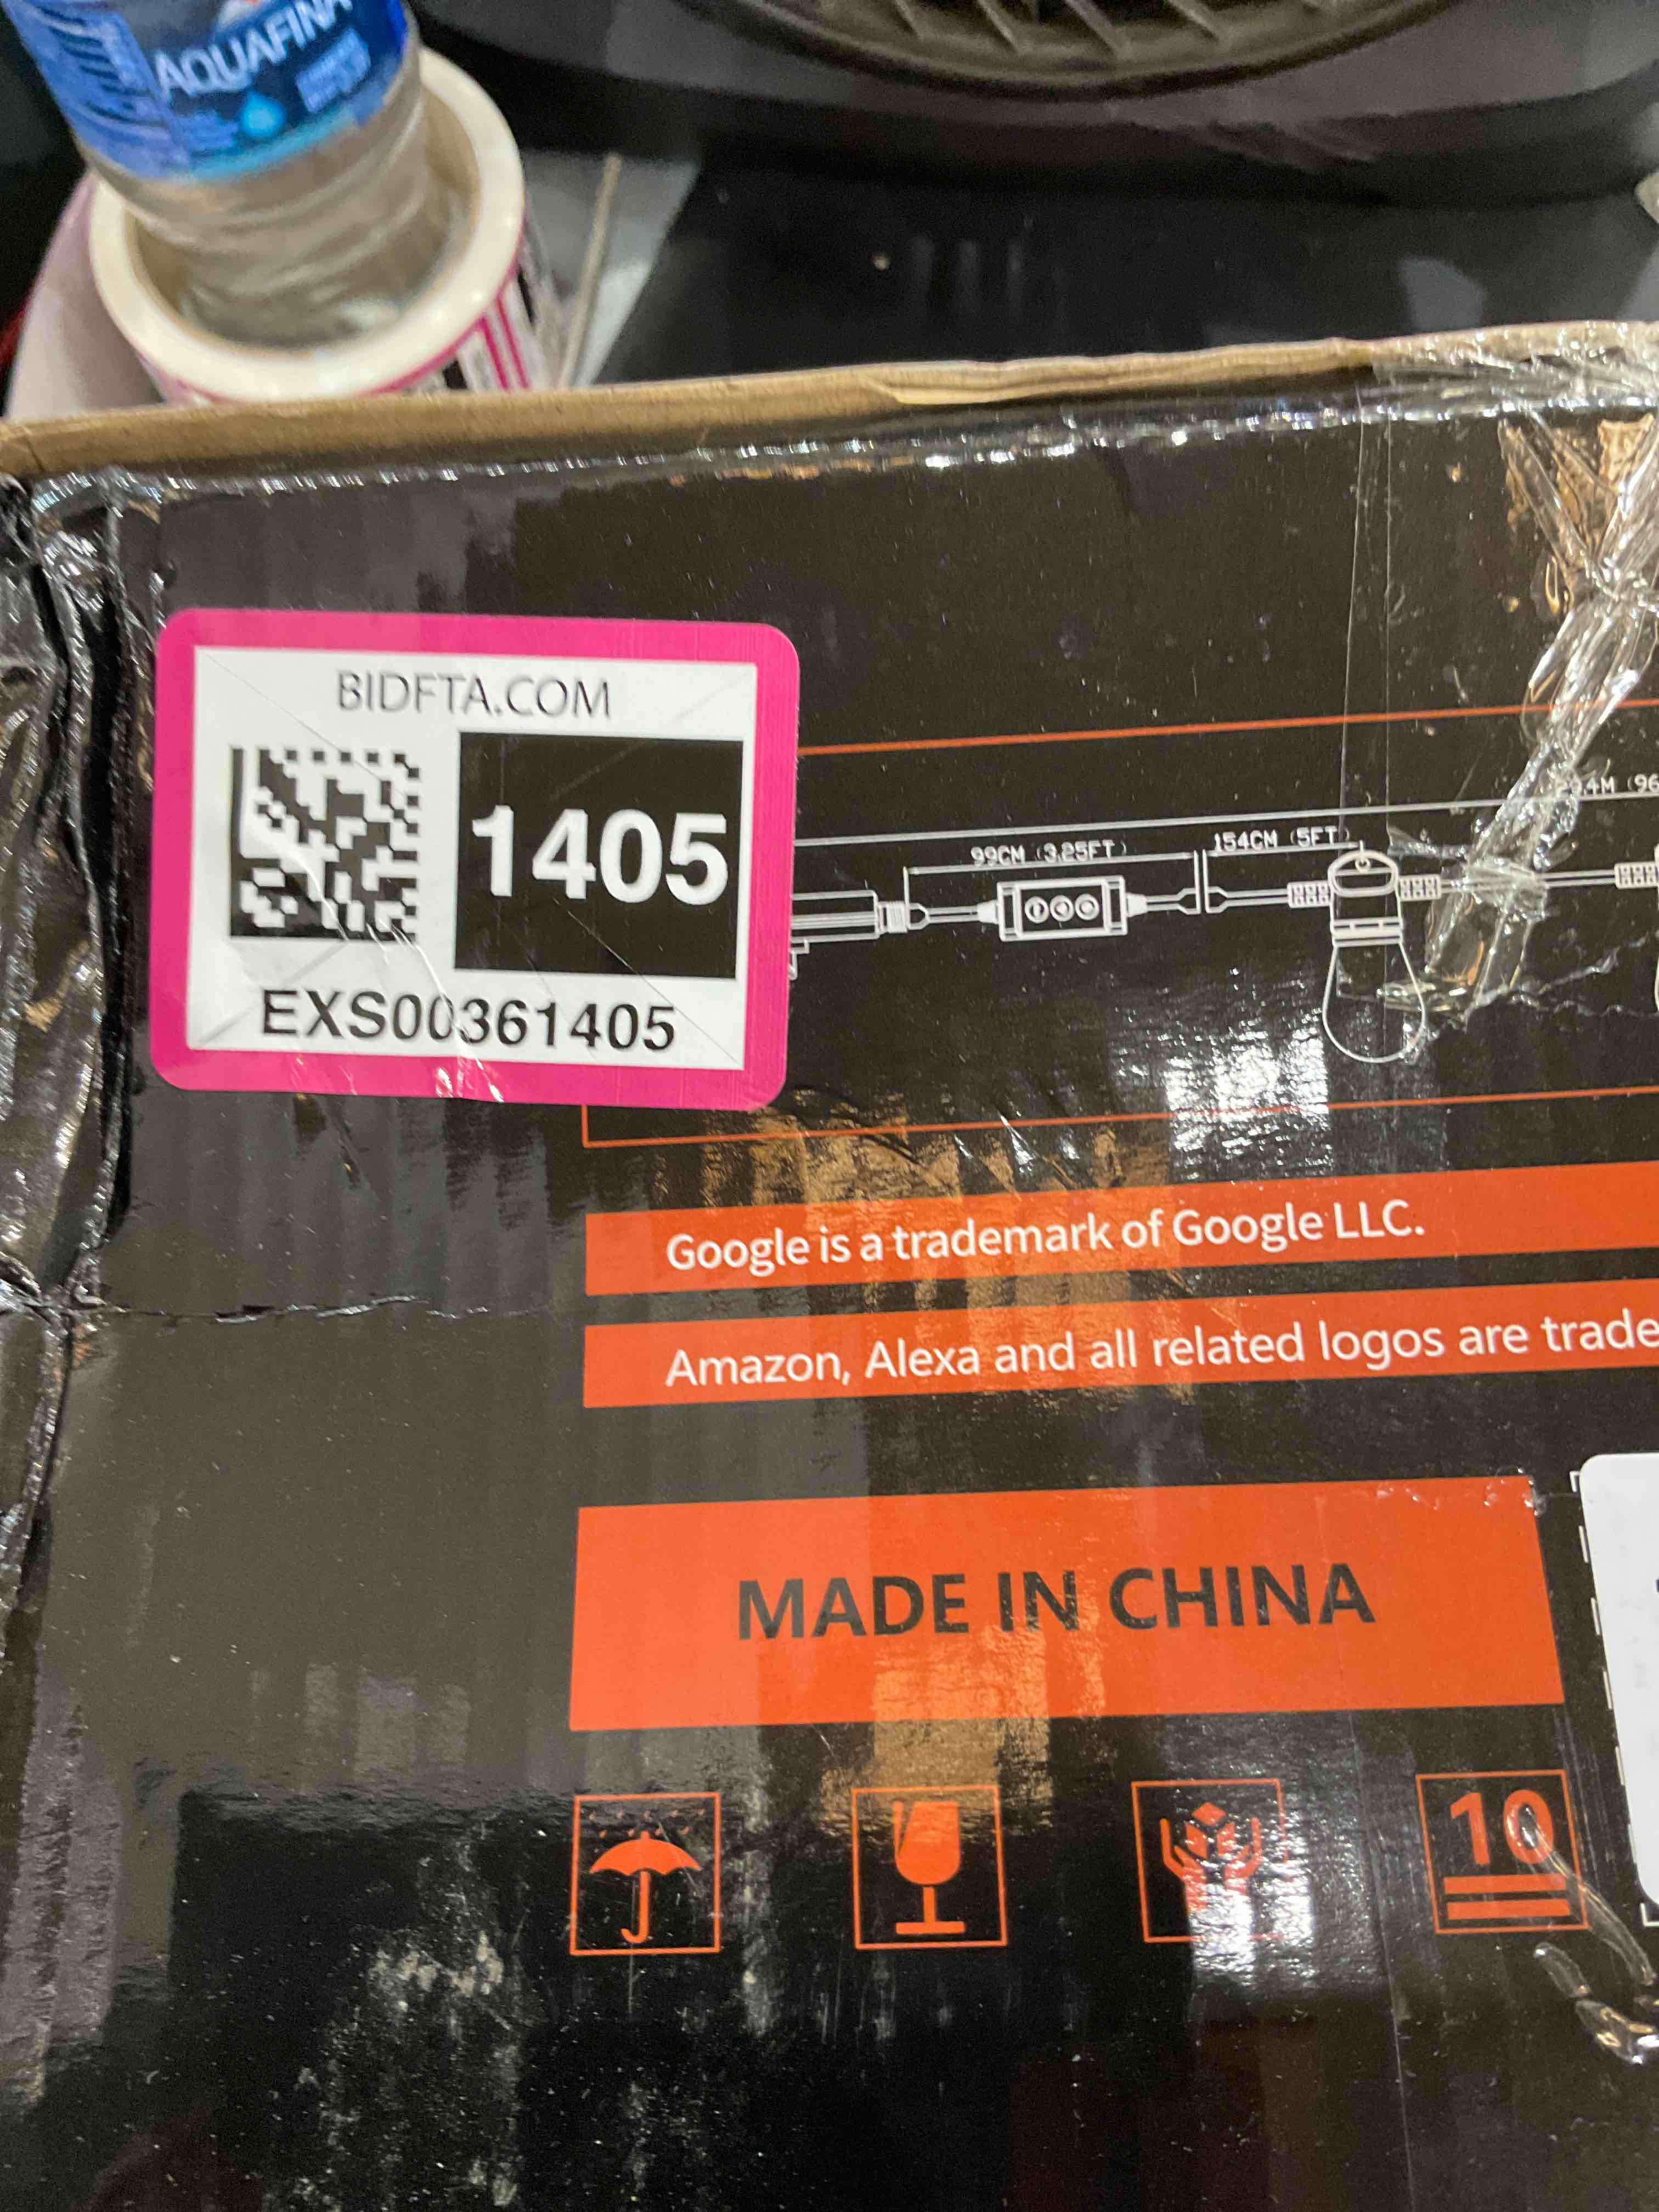 AQUAFINA
BIDFTA.COM
1405
EXS00361405
99CM (3.25FT)
154CM (5FT)
Google is a trademark of Google LLC.
Amazon, Alexa and all related logos are trade
MADE IN CHINA
10